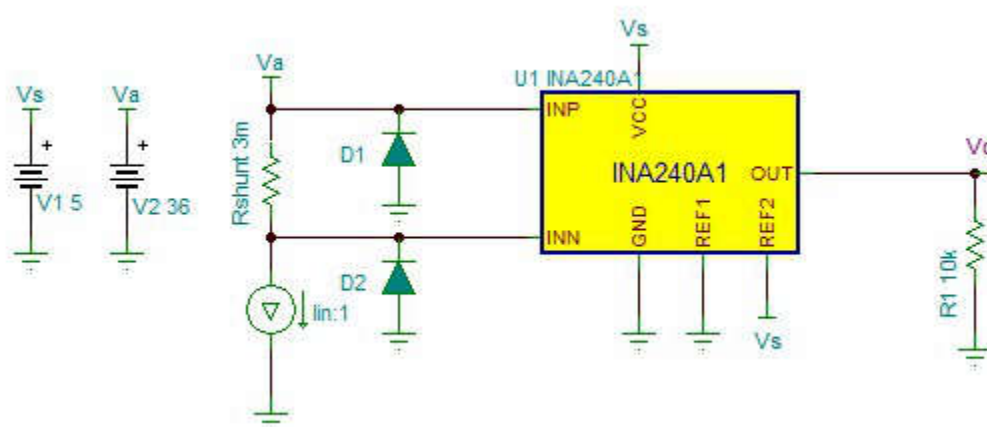 Vs
Va
V1 5
V2 36
Va
Rshunt 3m
Iin:1
D1
D2
Vs
U1 INA240A1
INP
VCC
INA240A1
OUT
INN
GND
REF1
REF2
Vs
R1 10k